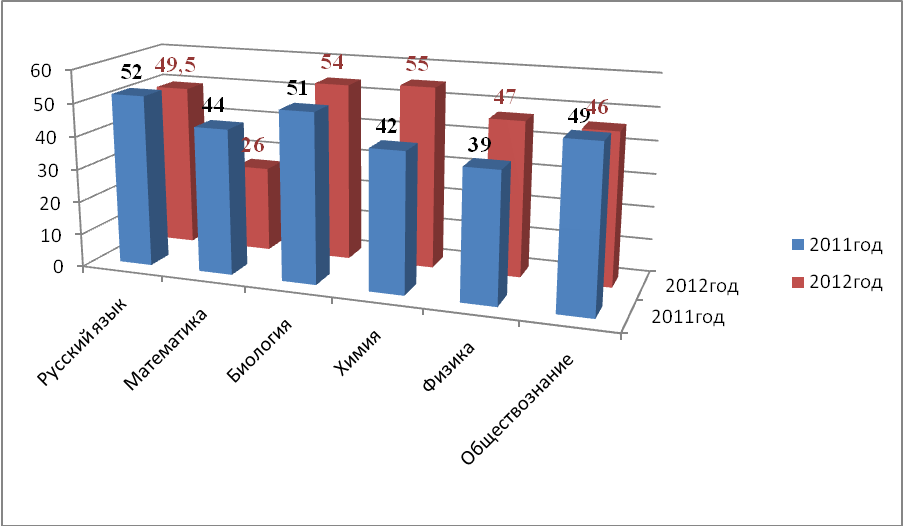 60
50
40
30
20
10
0
52
49,5
44
26
51
54
42
55
39
47
49
46
Русский язык
Математика
Биология
Химия
Физика
Обществознание
2012год
2011год
2011год
2012год